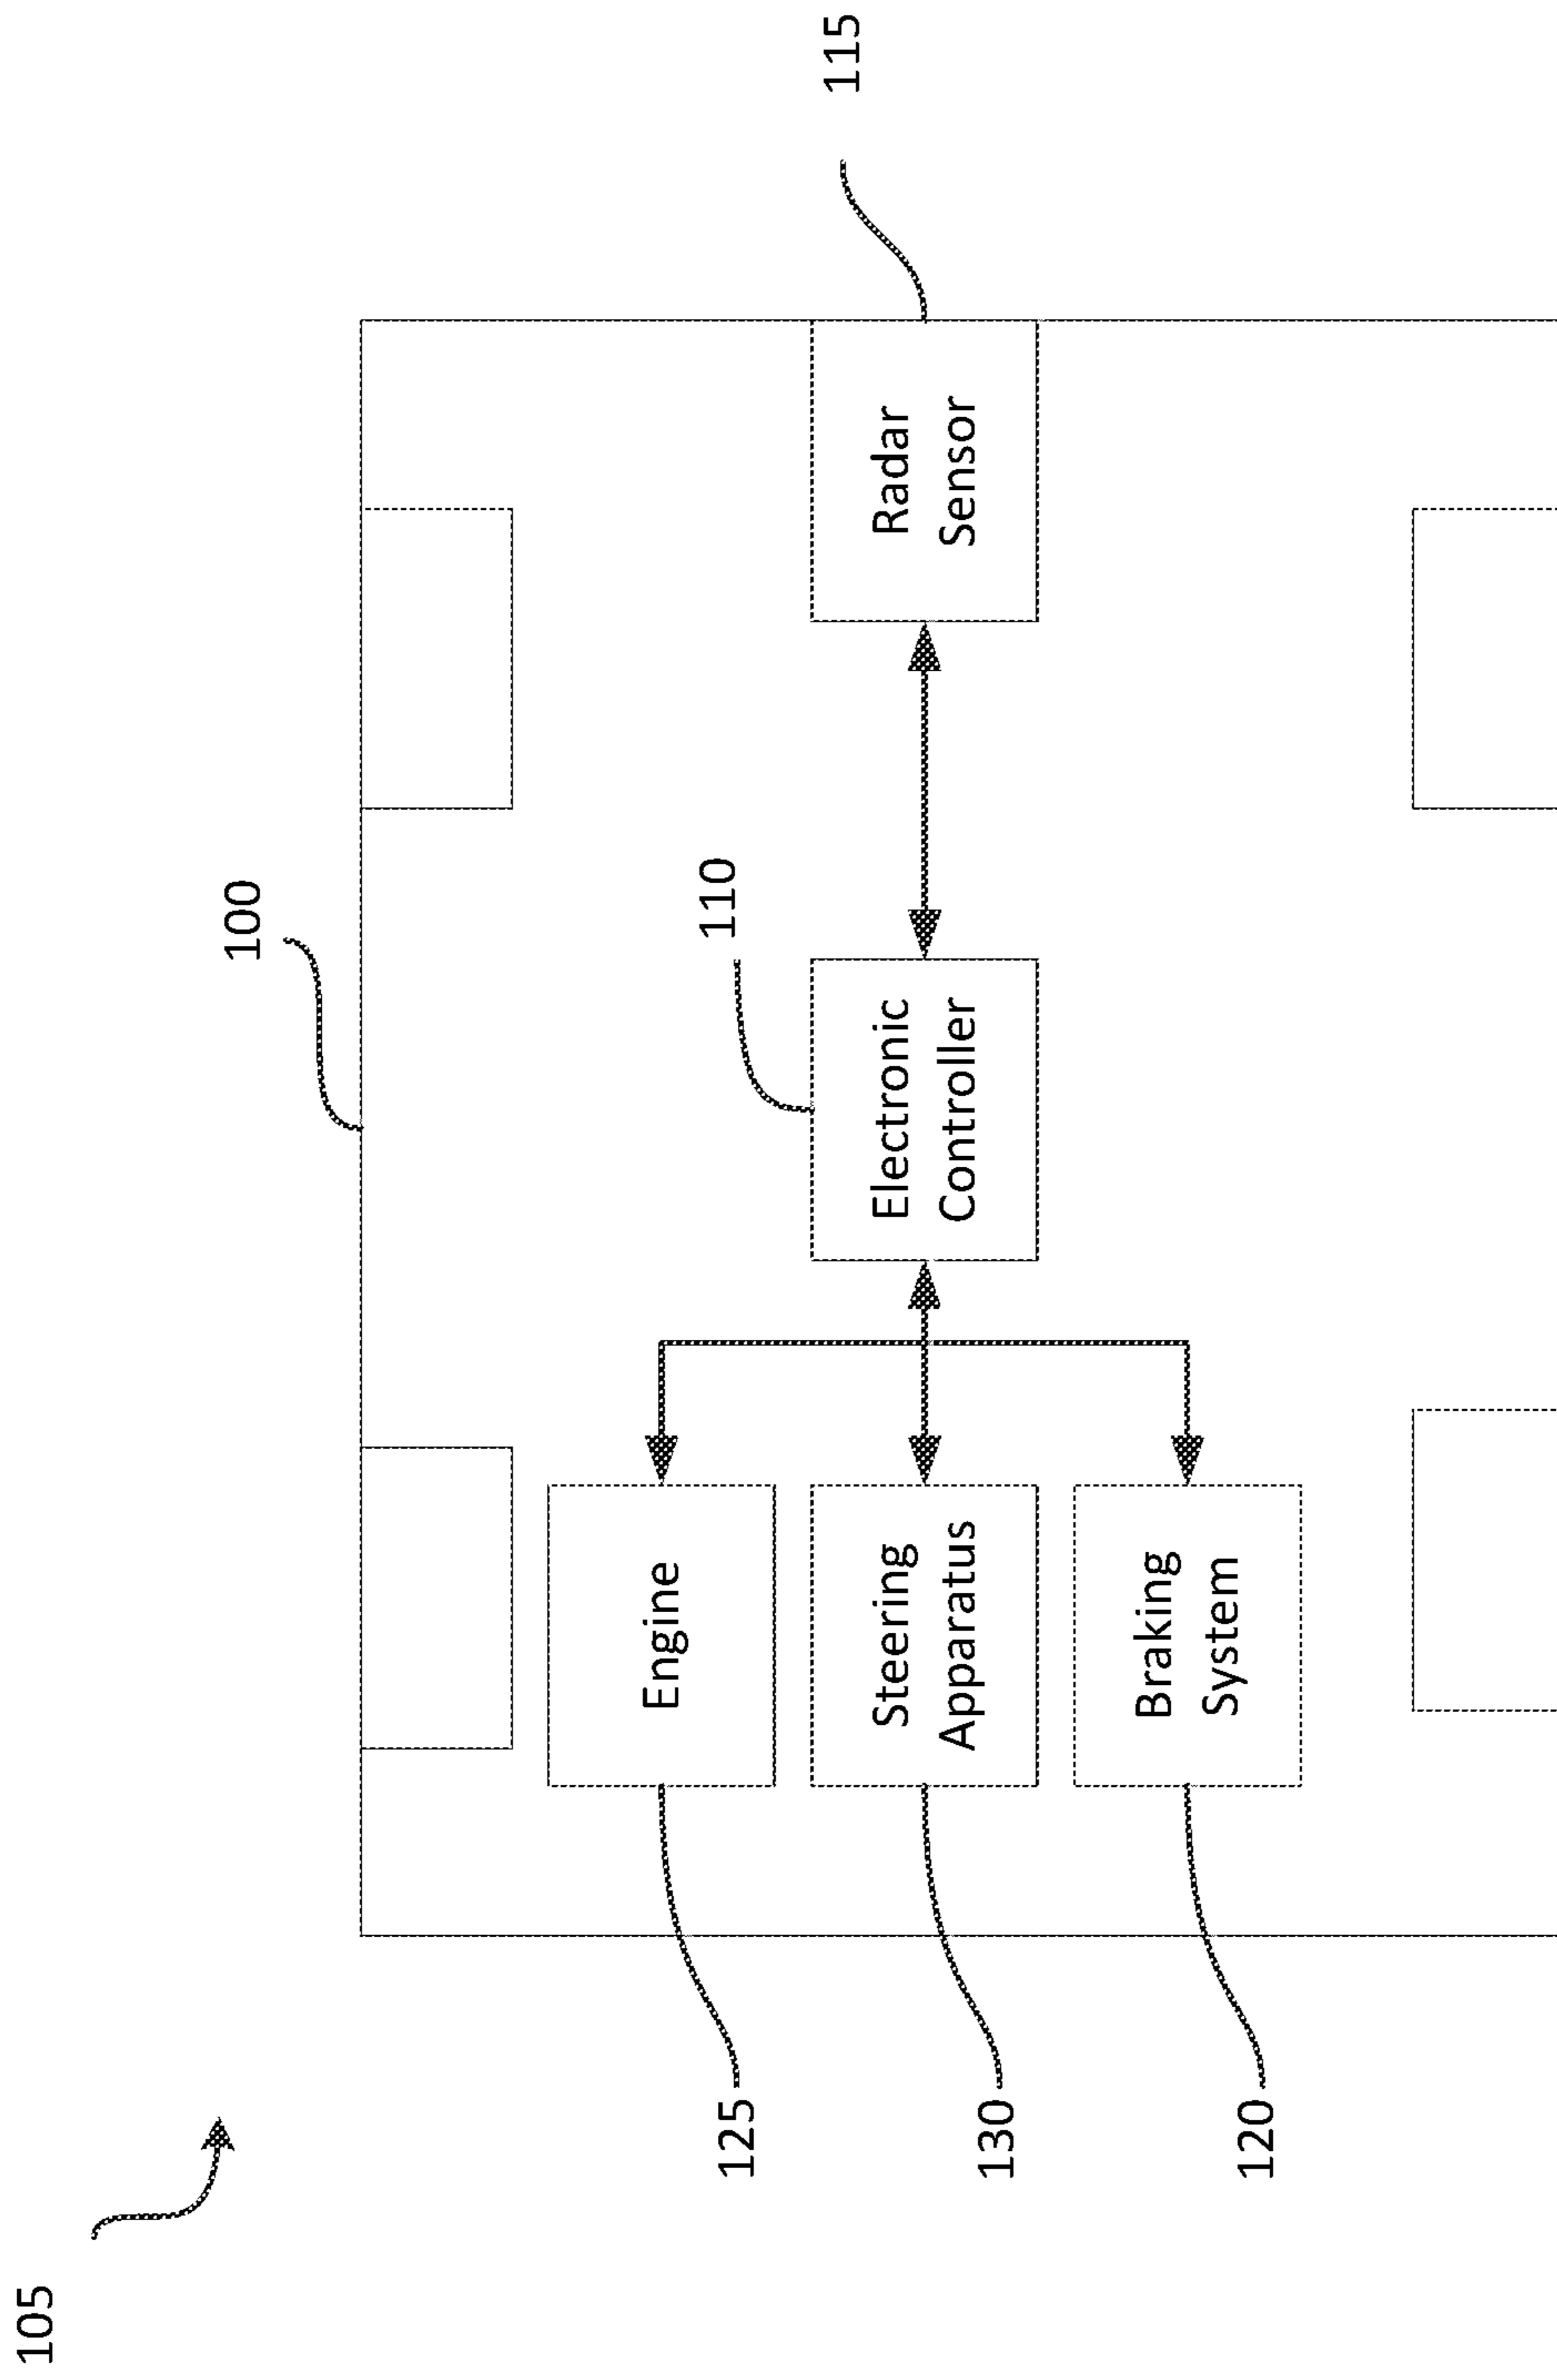 105
100
125
Engine
110
115
130
Steering
Apparatus
Electronic
Controller
Radar
Sensor
120
Braking
System